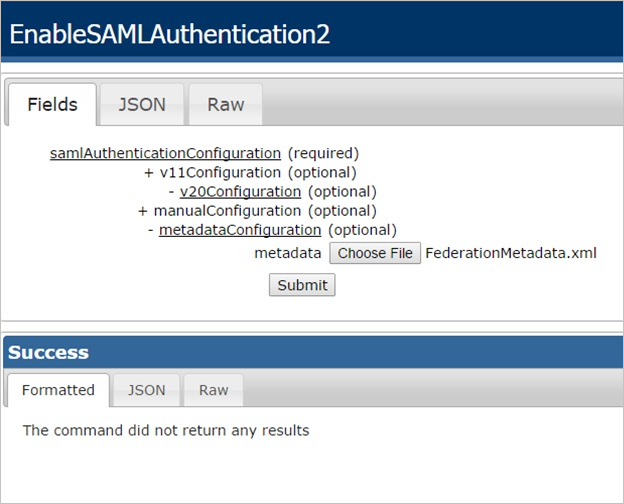 EnableSAMLAuthentication2
Fields JSON Raw
samlAuthenticationConfiguration (required)
+ v11Configuration (optional)
- v20Configuration (optional)
+ manualConfiguration (optional)
- metadataConfiguration (optional)
metadata Choose File FederationMetadata.xml
Submit
Success
Formatted JSON Raw
The command did not return any results